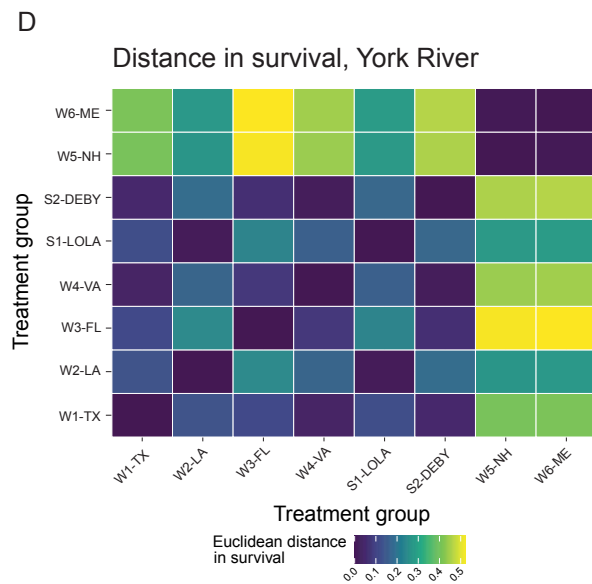 D
Distance in survival, York River
Treatment group
W6-ME
W5-NH
S2-DEBY
S1-LOLA
W4-VA
W3-FL
W2-LA
W1-TX
W1-TX W2-LA W3-FL W4-VA S1-LOLA S2-DEBY W5-NH W6-ME
Treatment group
Euclidean distance
in survival
0.0 0.1 0.2 0.3 0.4 0.5